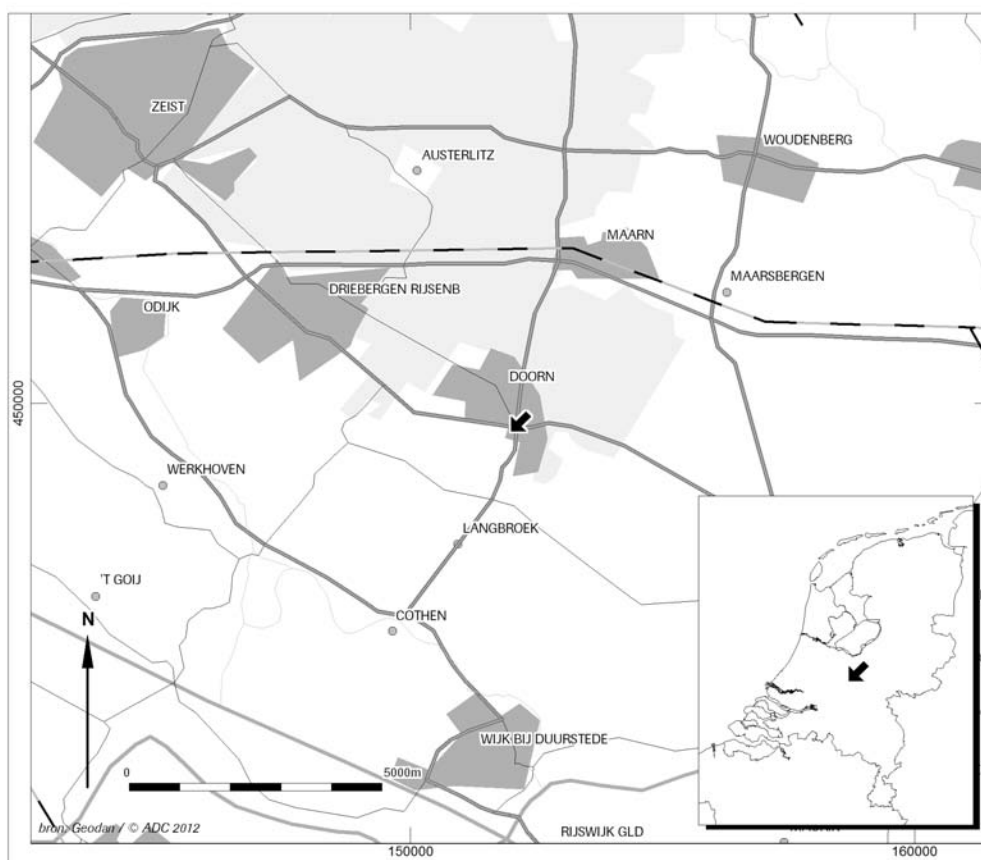 ZEIST
WOUDENBERG
AUSTERLITZ
MAARN
MAARSBERGEN
DRIEBERGEN RIJSENB
ODIJK
DOORN
450000
WERKHOVEN
LANGBROEK
'T GOIJ
N
COTHEN
WIJK BIJ DUURSTEDE
0
5000m
bron: Geodan / © ADC 2012
RIJSWIJK GLD
150000
160000